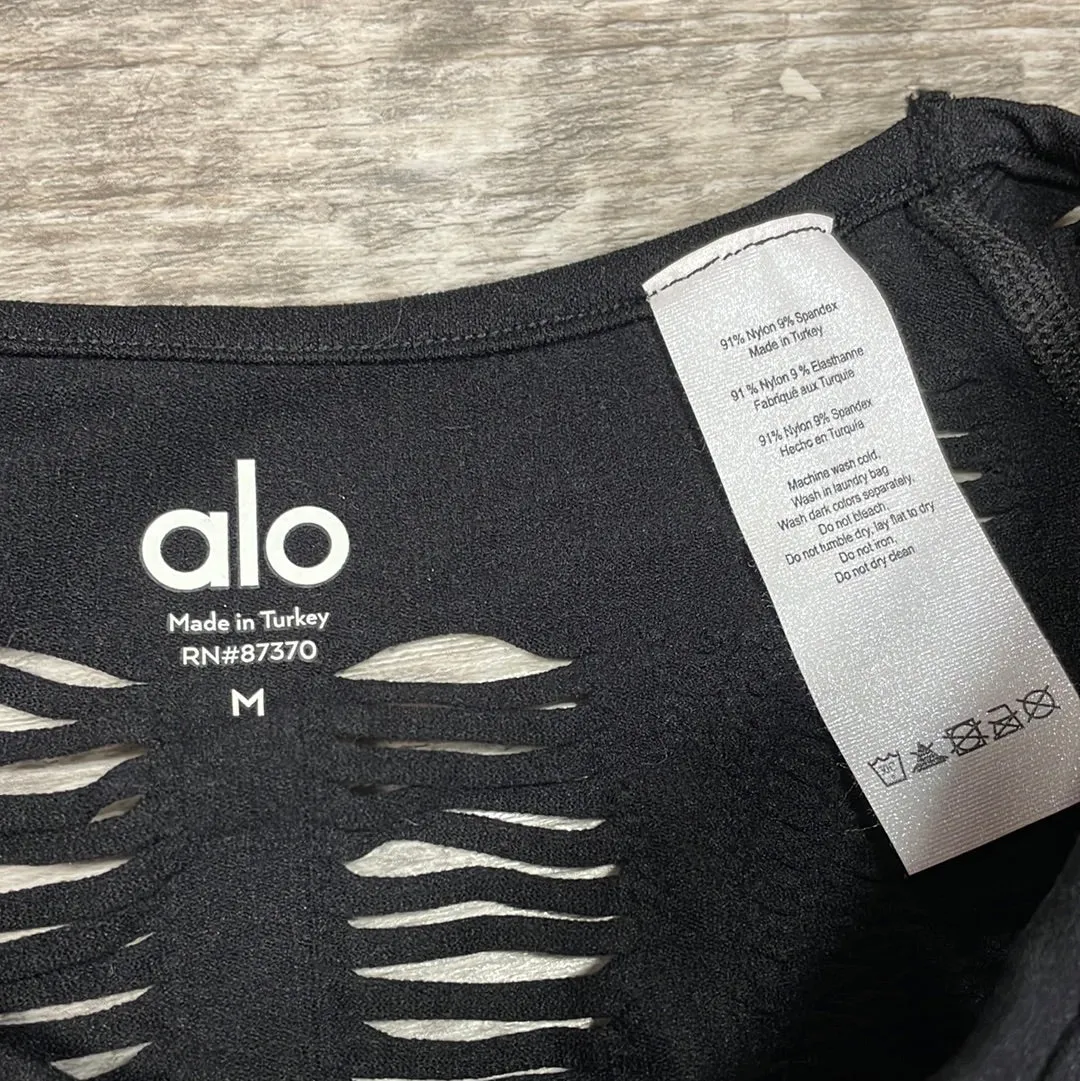 alo
Made in Turkey
RN#87370
M
91% Nylon 9% Spandex
Made in Turkey
91 % Nylon 9 % Elasthanne
Fabriqué aux Turquie
91% Nylon 9% Spandex
Hecho en Turquía
Machine wash cold,
Wash in laundry bag
Wash dark colors separately,
Do not bleach,
Do not tumble dry, lay flat to dry
Do not iron,
Do not dry clean